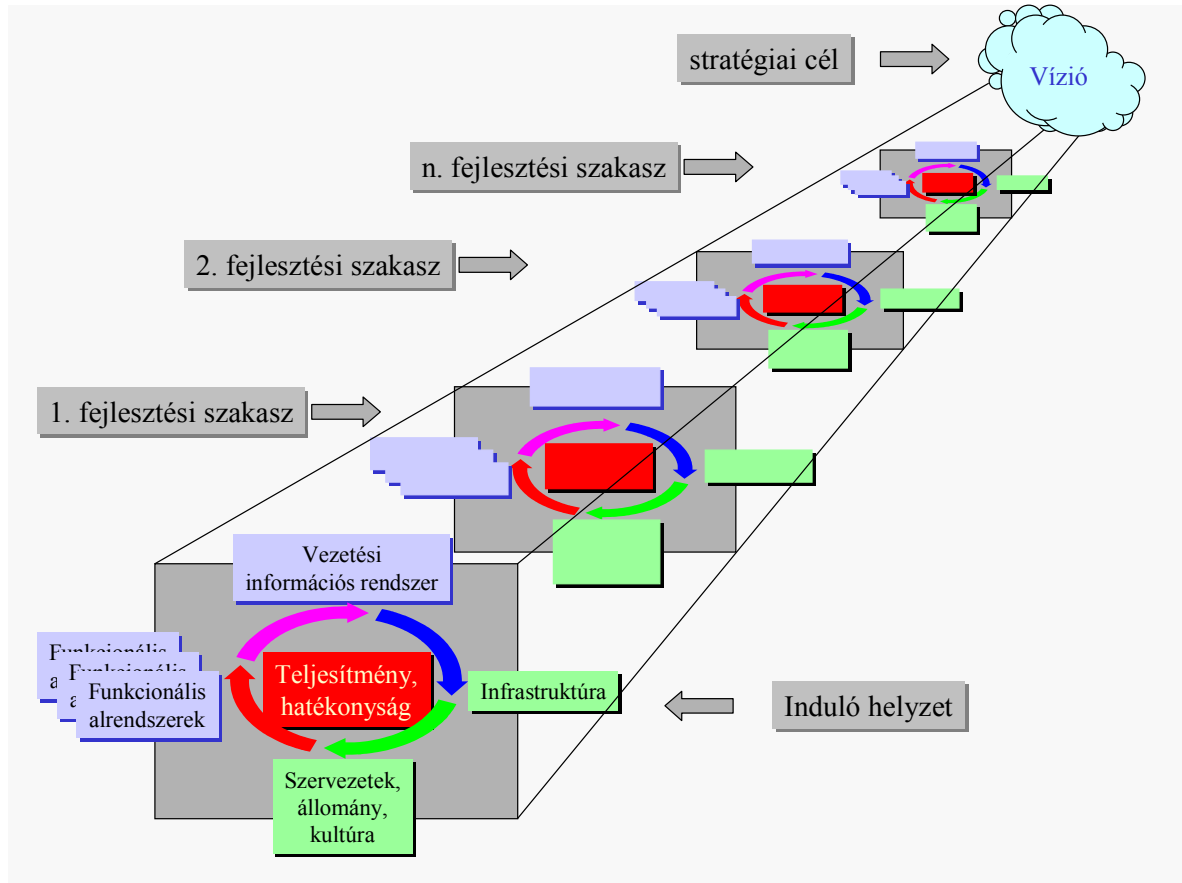 stratégiai cél
Vízió
n. fejlesztési szakasz
2. fejlesztési szakasz
1. fejlesztési szakasz
Vezetési
információs rendszer
Funkcionális
Funkcionális
Funkcionális
alrendszerek
Teljesítmény,
hatékonyság
Infrastruktúra
Szervezetek,
állomány,
kultúra
Induló helyzet